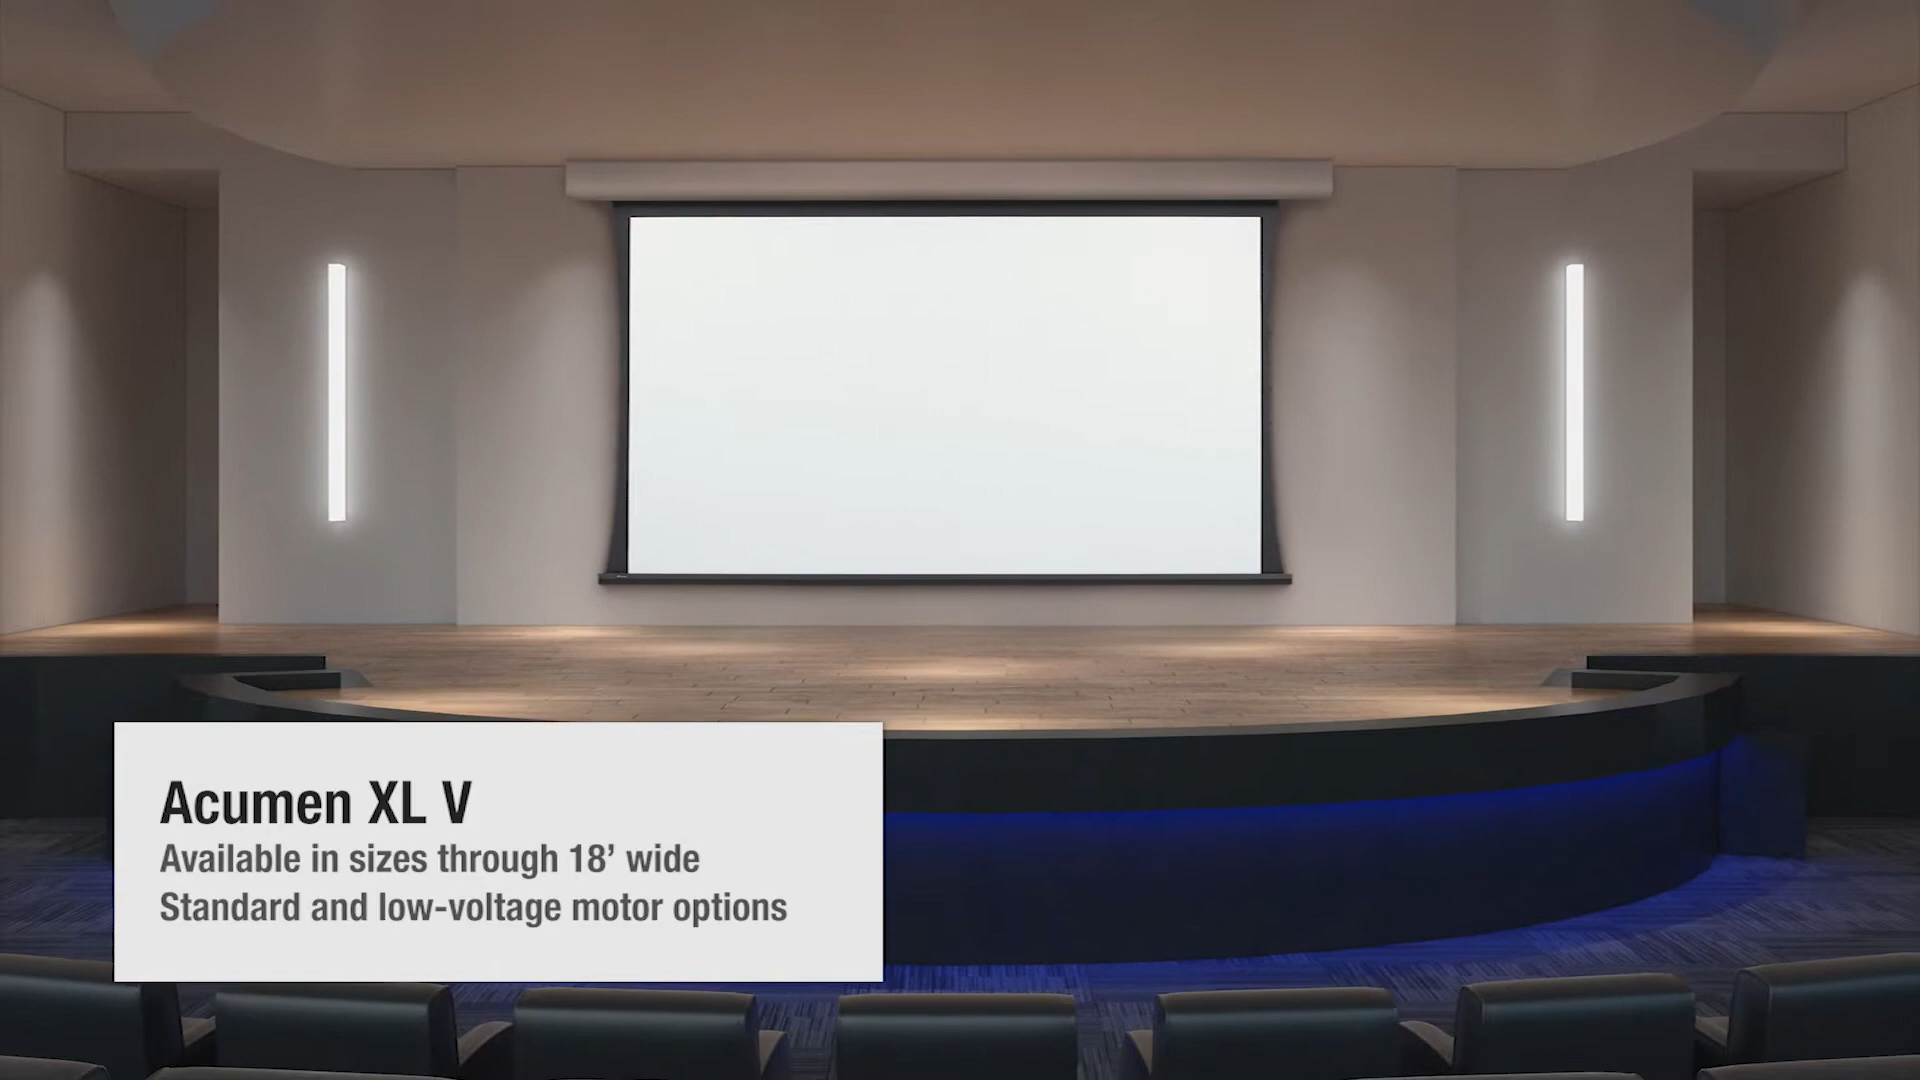 Acumen XL V
Available in sizes through 18’ wide
Standard and low-voltage motor options